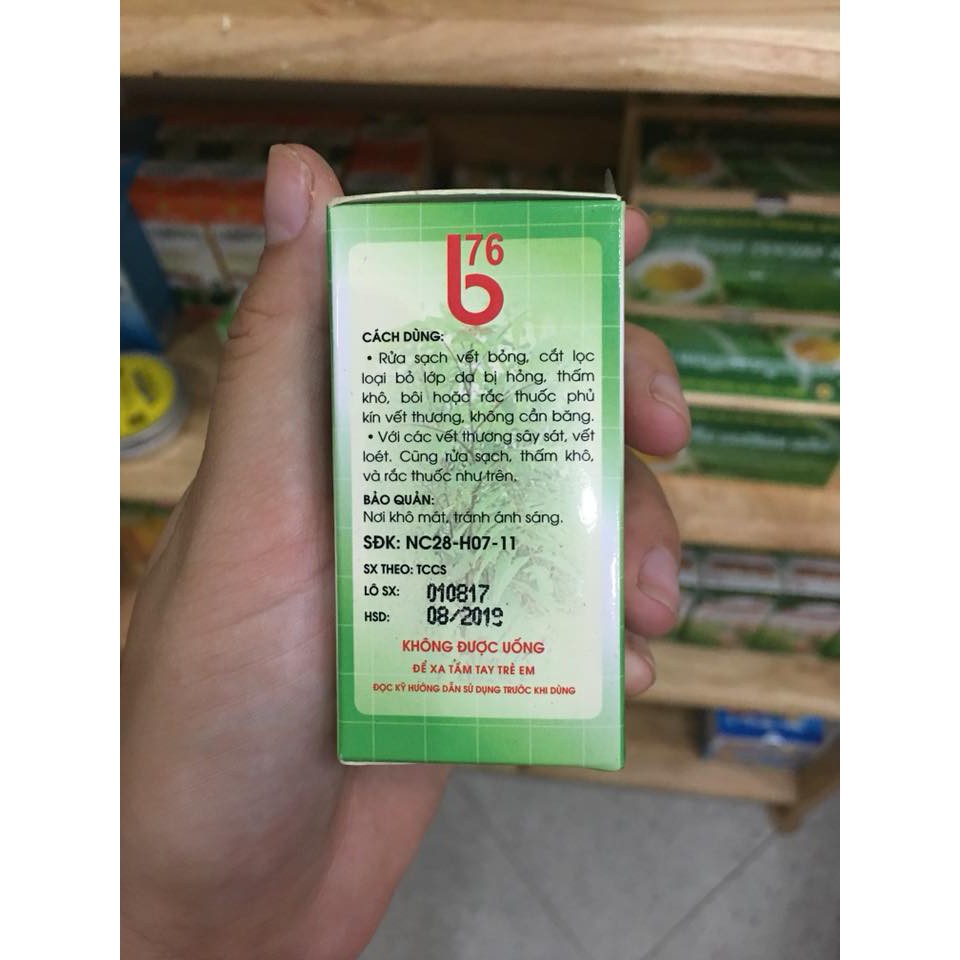 b76
CÁCH DÙNG:
• Rửa sạch vết bỏng, cắt lọc
loại bỏ lớp da bị hỏng, thấm
khô, bôi hoặc rắc thuốc phủ
kín vết thương, không cần băng.
• Với các vết thương sây sát, vết
loét. Cũng rửa sạch, thấm khô,
và rắc thuốc như trên.
BẢO QUẢN:
Nơi khô mát, tránh ánh sáng.
SĐK: NC28-H07-11
SX THEO: TCCS
LÔ SX: 010817
HSD: 08/2019
KHÔNG ĐƯỢC UỐNG
ĐỂ XA TẦM TAY TRẺ EM
ĐỌC KỸ HƯỚNG DẪN SỬ DỤNG TRƯỚC KHI DÙNG